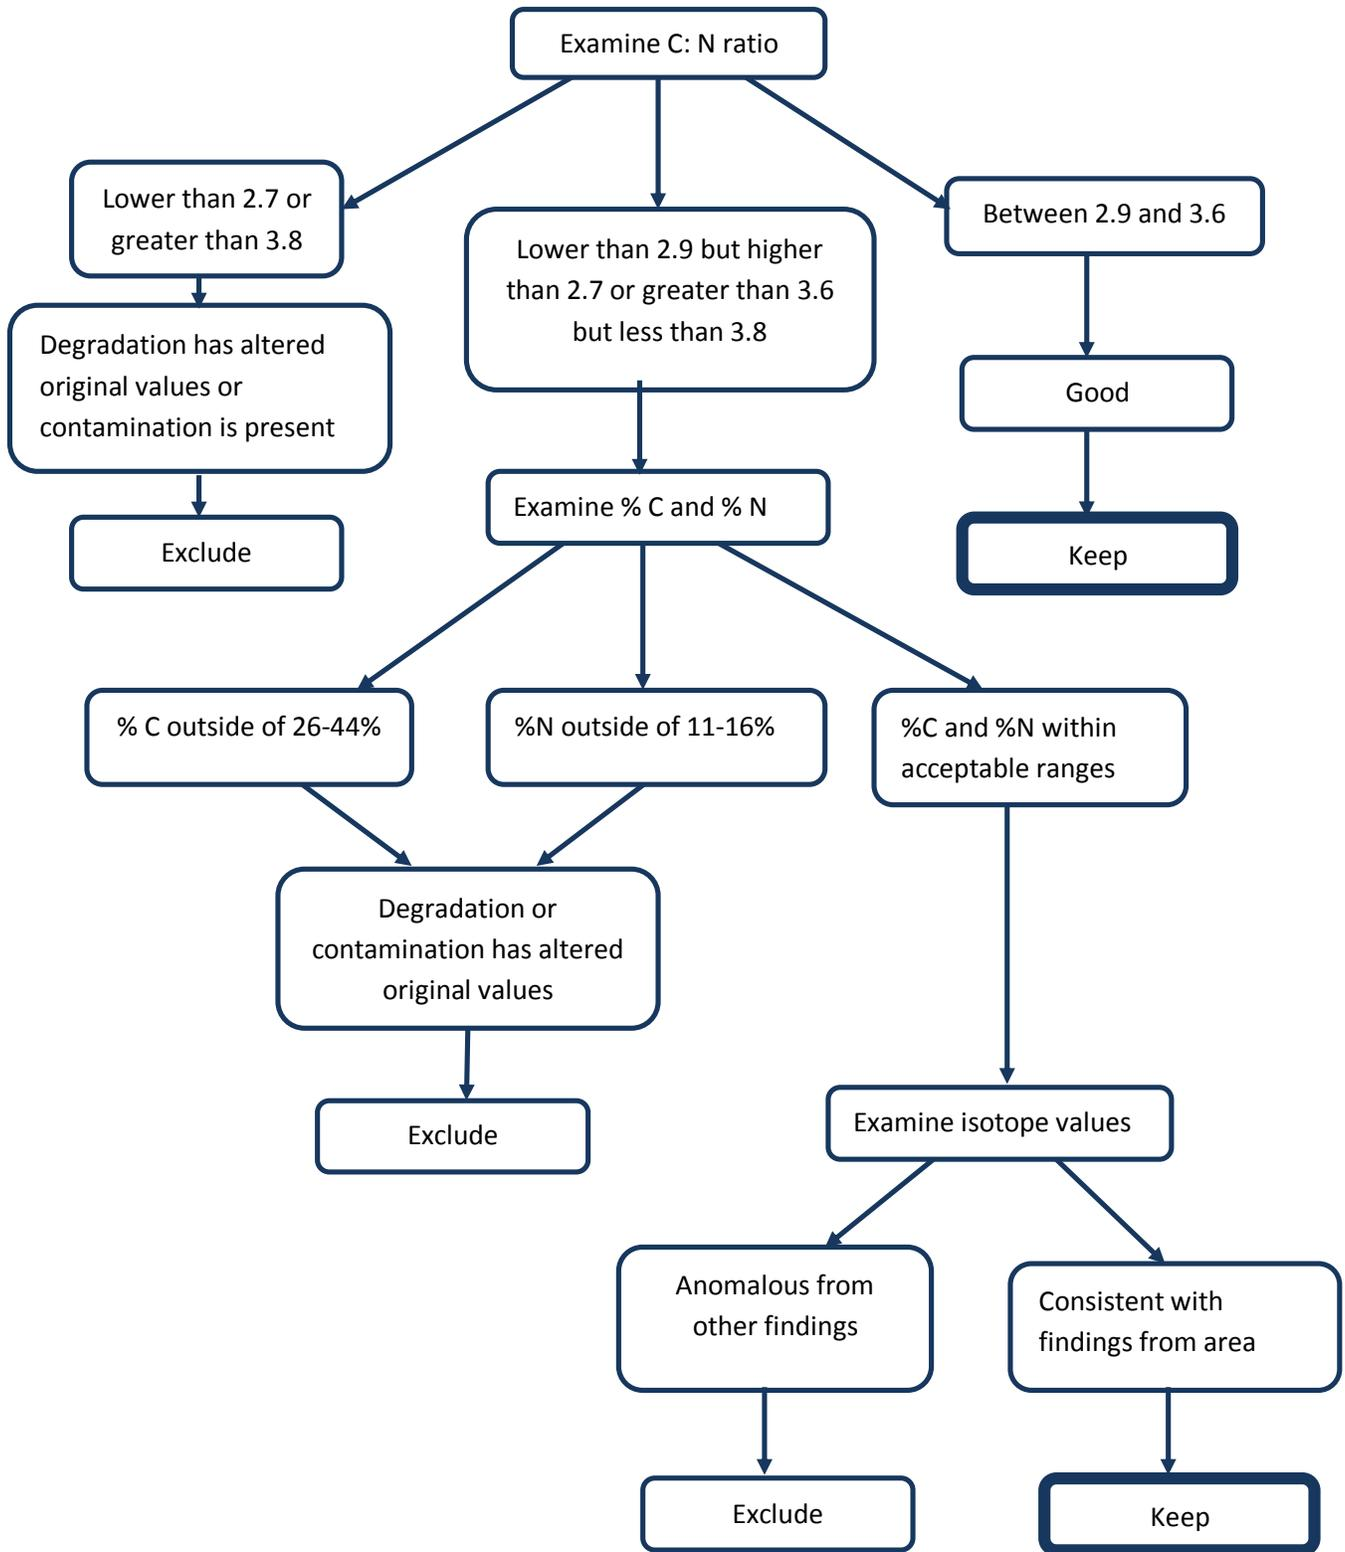 Examine C: N ratio
Lower than 2.7 or
greater than 3.8
Lower than 2.9 but higher
than 2.7 or greater than 3.6
but less than 3.8
Between 2.9 and 3.6
Degradation has altered
original values or
contamination is present
Good
Exclude
Examine % C and % N
Keep
% C outside of 26-44%
%N outside of 11-16%
%C and %N within
acceptable ranges
Degradation or
contamination has altered
original values
Exclude
Examine isotope values
Anomalous from
other findings
Consistent with
findings from area
Exclude
Keep